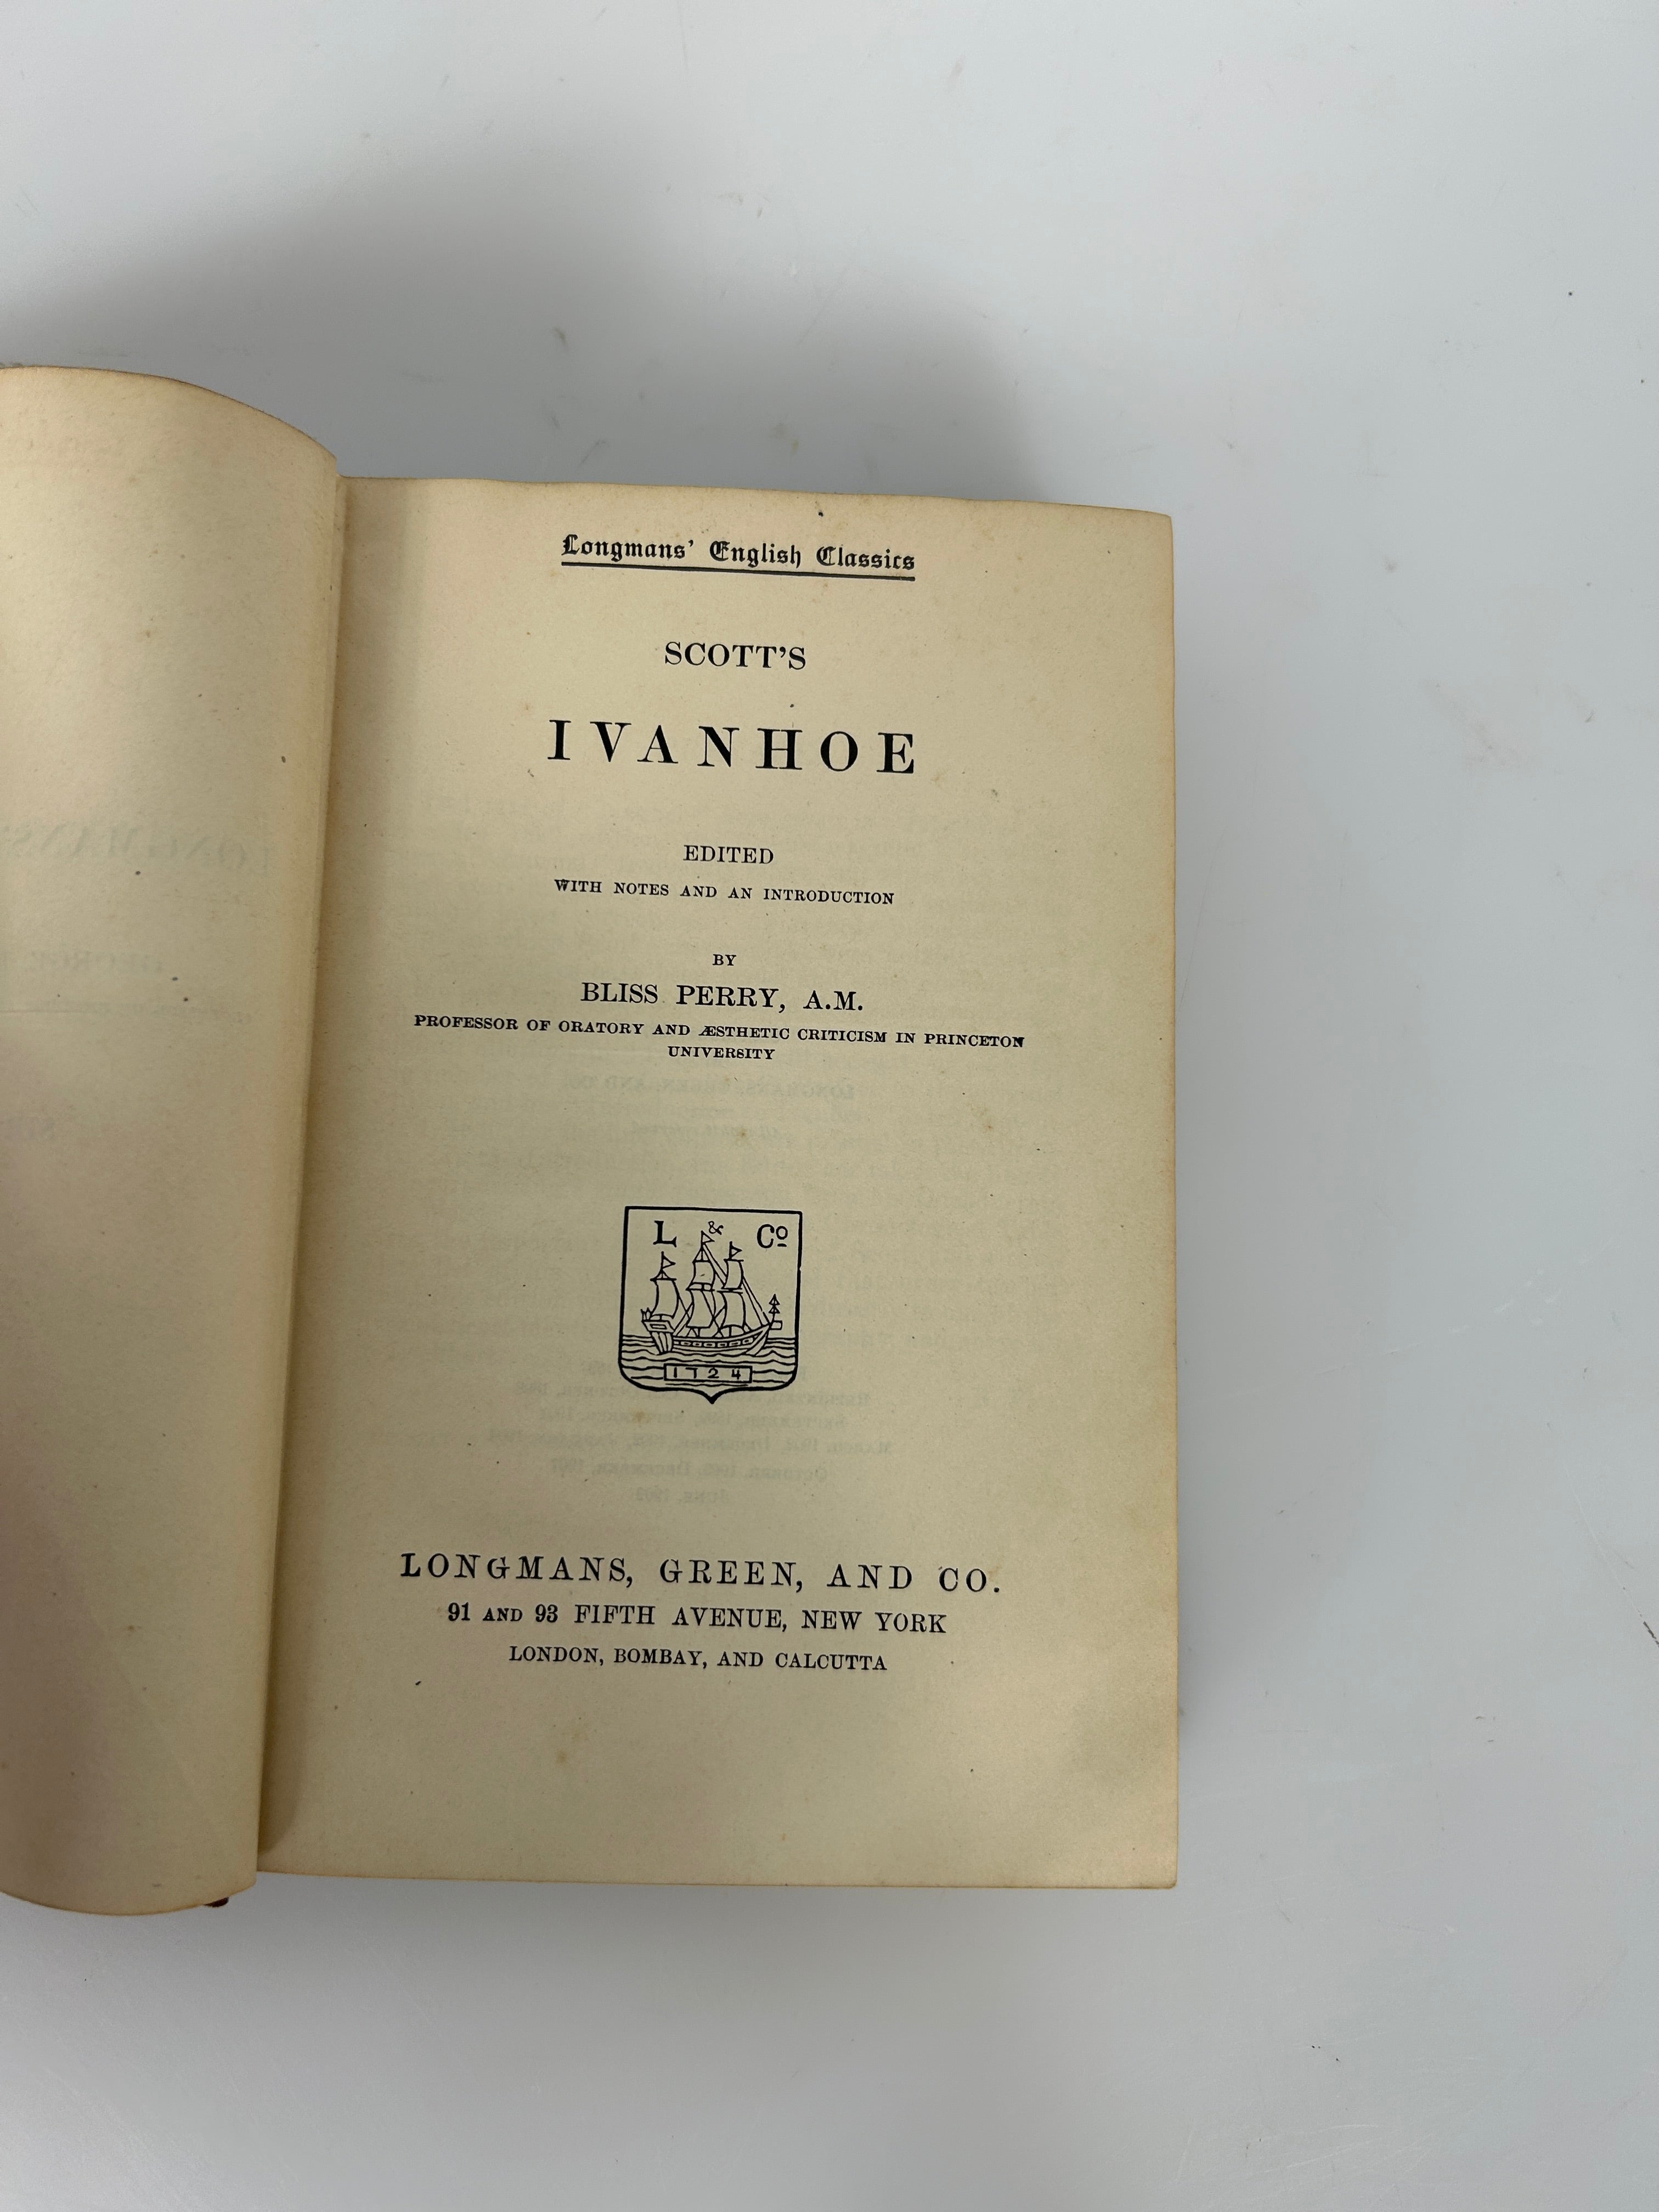 Longmans' English Classics
SCOTT'S
IVANHOE
EDITED
WITH NOTES AND AN INTRODUCTION
BY
BLISS PERRY, A.M.
PROFESSOR OF ORATORY AND ÆSTHETIC CRITICISM IN PRINCETON
UNIVERSITY
L & Co
1724
LONGMANS, GREEN, AND CO.
91 AND 93 FIFTH AVENUE, NEW YORK
LONDON, BOMBAY, AND CALCUTTA